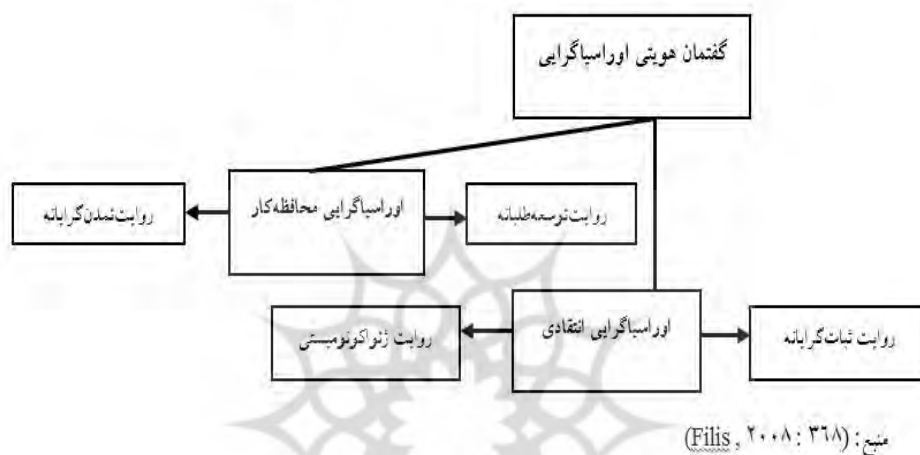 گفتمان هویتی اوراسیاگرایی
اوراسیاگرایی محافظه‌کار
روایت توسعه‌طلبانه
روایت تمدن‌گرایانه
اوراسیاگرایی انتقادی
روایت ثبات‌گرایانه
روایت ژئواکونومیستی
منبع: (Filis , ۲۰۰۸: ۳۶۸)